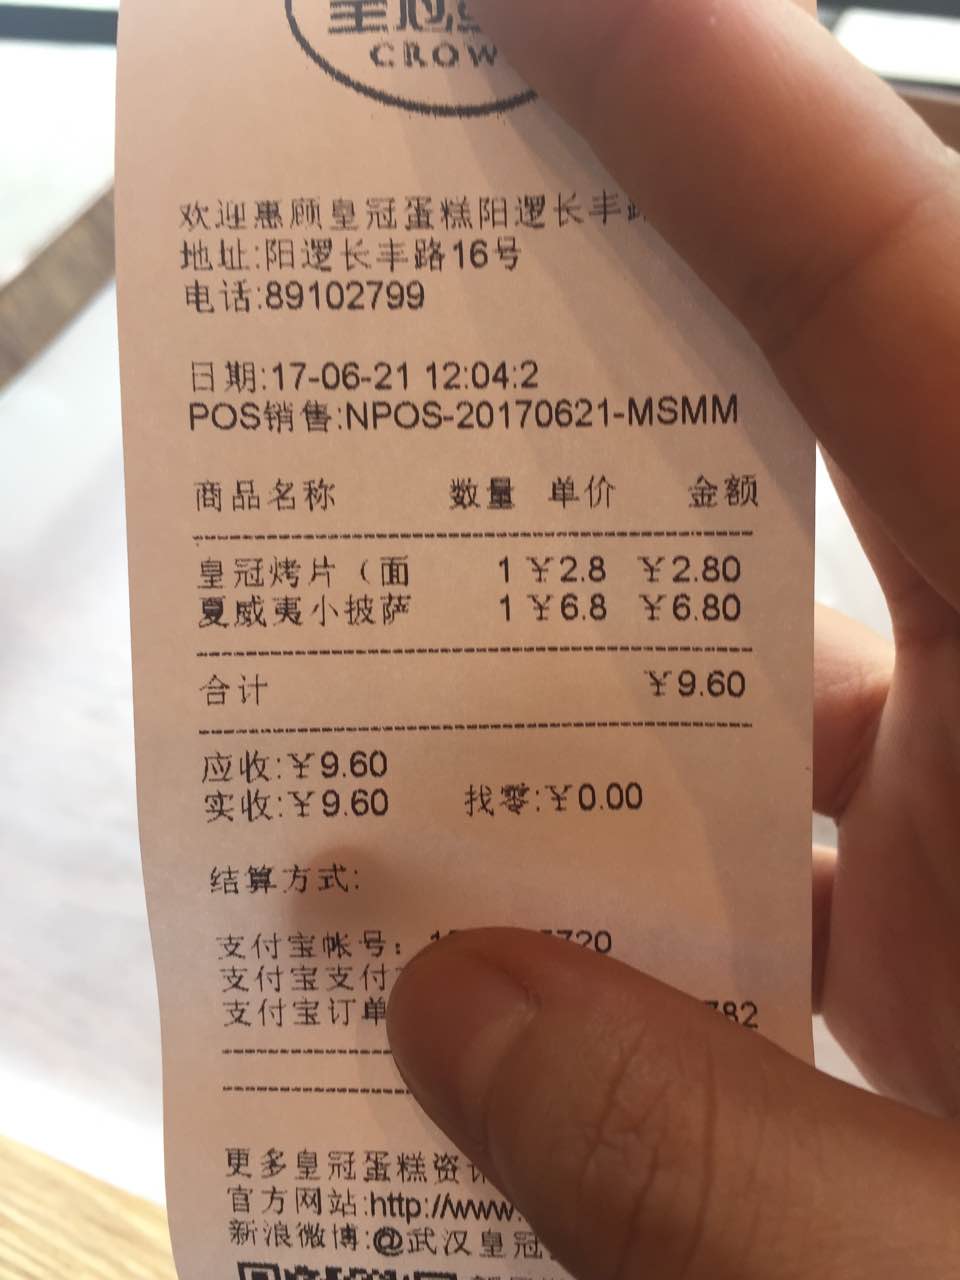 皇冠
CROW
欢迎惠顾皇冠蛋糕阳逻长丰
地址:阳逻长丰路16号
电话:89102799
日期:17-06-21 12:04:2
POS销售:NPOS-20170621-MSMM
商品名称 数量 单价 金额
皇冠烤片（面 1 ￥2.8 ￥2.80
夏威夷小披萨 1 ￥6.8 ￥6.80
合计 ￥9.60
应收:￥9.60
实收:￥9.60 找零:￥0.00
结算方式:
支付宝帐号: 720
支付宝支付
支付宝订单 782
更多皇冠蛋糕资
官方网站:http://www.
新浪微博:@武汉皇冠